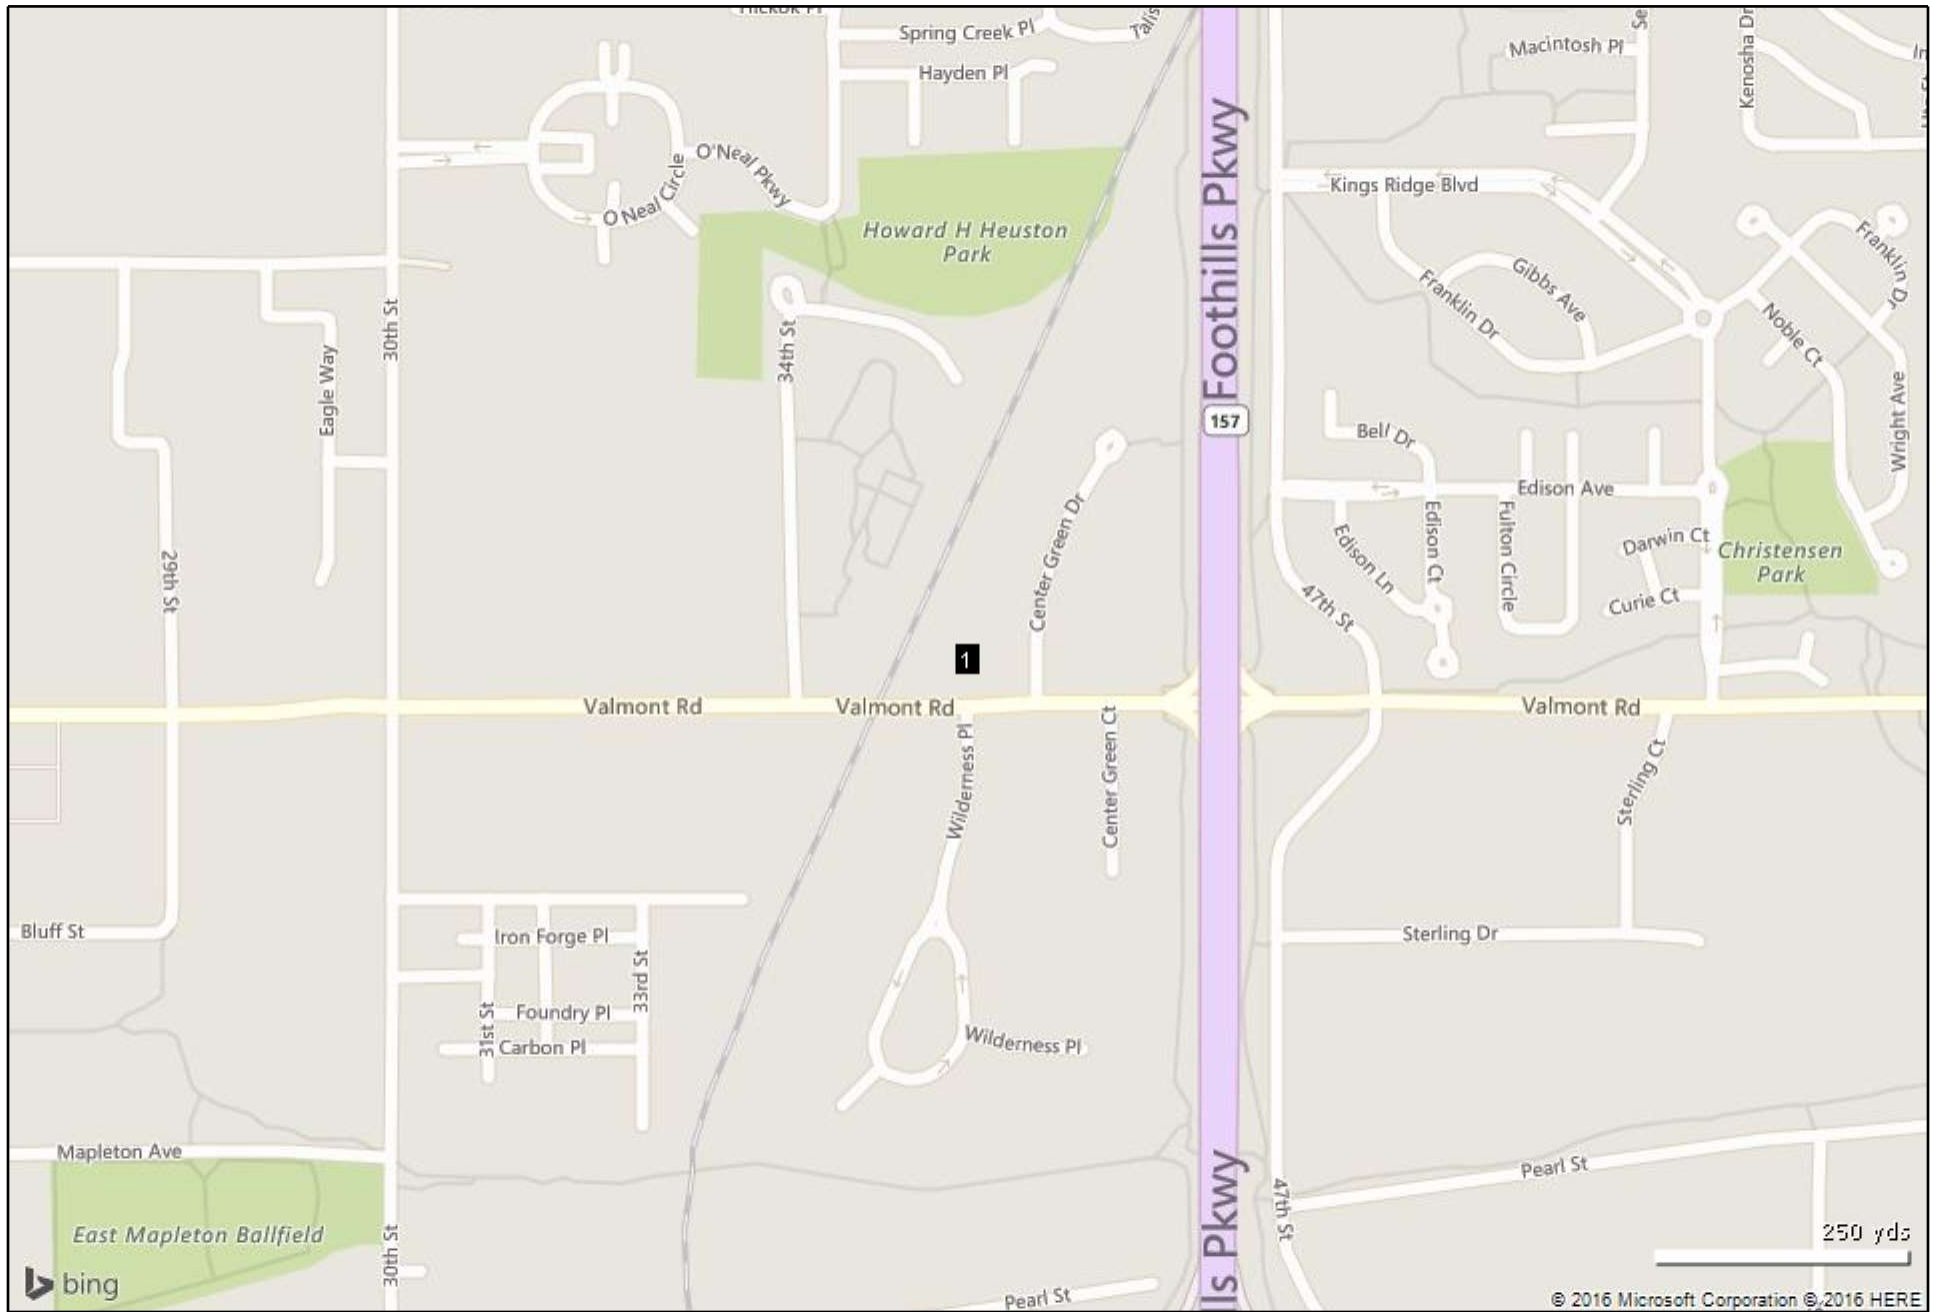 Spring Creek Pl
Hayden Pl
Macintosh Pl
Kenosha Dr
O'Neal Pkwy
O Neal Circle
Foothills Pkwy
Kings Ridge Blvd
Howard H Heuston
Park
Franklin Dr
Gibbs Ave
Franklin Dr
Noble Ct
30th St
34th St
Eagle Way
157
Wright Ave
Bell Dr
Edison Ave
Center Green Dr
Edison Ct
Fulton Circle
Edison Ln
Darwin Ct
Christensen
Park
29th St
47th St
Curie Ct
1
Valmont Rd
Valmont Rd
Valmont Rd
Wilderness Pl
Center Green Ct
Sterling Ct
Bluff St
Iron Forge Pl
33rd St
Sterling Dr
31st St
Foundry Pl
Carbon Pl
Wilderness Pl
Mapleton Ave
Pearl St
47th St
East Mapleton Ballfield
30th St
lls Pkwy
250 yds
bing
Pearl St
© 2016 Microsoft Corporation © 2016 HERE